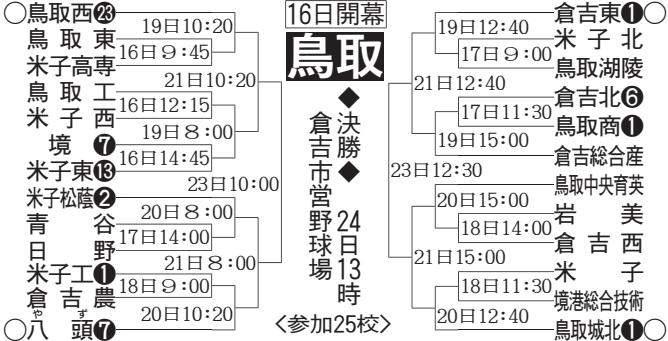 16日開幕
鳥取
◆決勝◆ 24日13時
倉吉市営野球場
〈参加25校〉
○鳥取西㉓
鳥取東
米子高専
鳥取工
米子西
境❼
米子東⓭
米子松蔭❷
青谷
日野
米子工❶
倉吉農
や ず
○八頭❼
19日10:20
16日9:45
21日10:20
16日12:15
19日8:00
16日14:45
23日10:00
20日8:00
17日14:00
21日8:00
18日9:00
20日10:20
倉吉東❶○
米子北
鳥取湖陵
倉吉北❻
鳥取商❶
倉吉総合産
鳥取中央育英
岩美
倉吉西
米子
境港総合技術
鳥取城北❶○
19日12:40
17日9:00
21日12:40
17日11:30
19日15:00
23日12:30
20日15:00
18日14:00
21日15:00
18日11:30
20日12:40